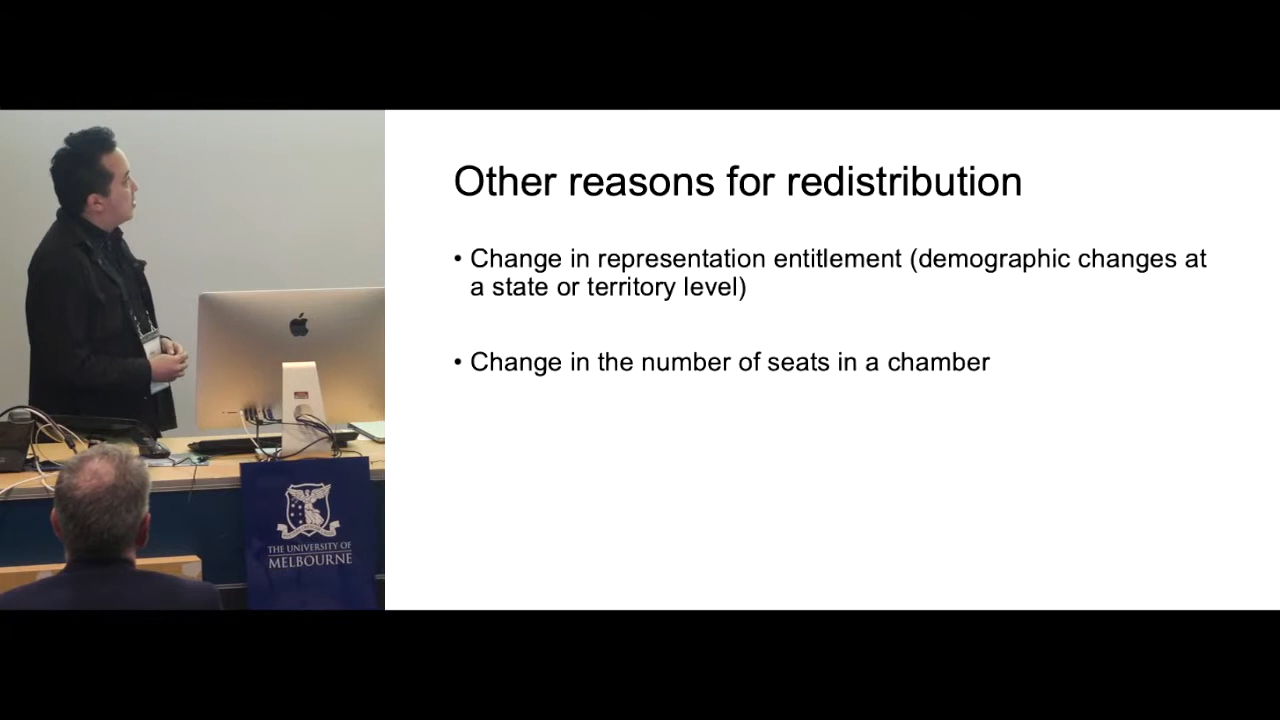 Other reasons for redistribution
• Change in representation entitlement (demographic changes at
a state or territory level)
• Change in the number of seats in a chamber
THE UNIVERSITY OF
MELBOURNE